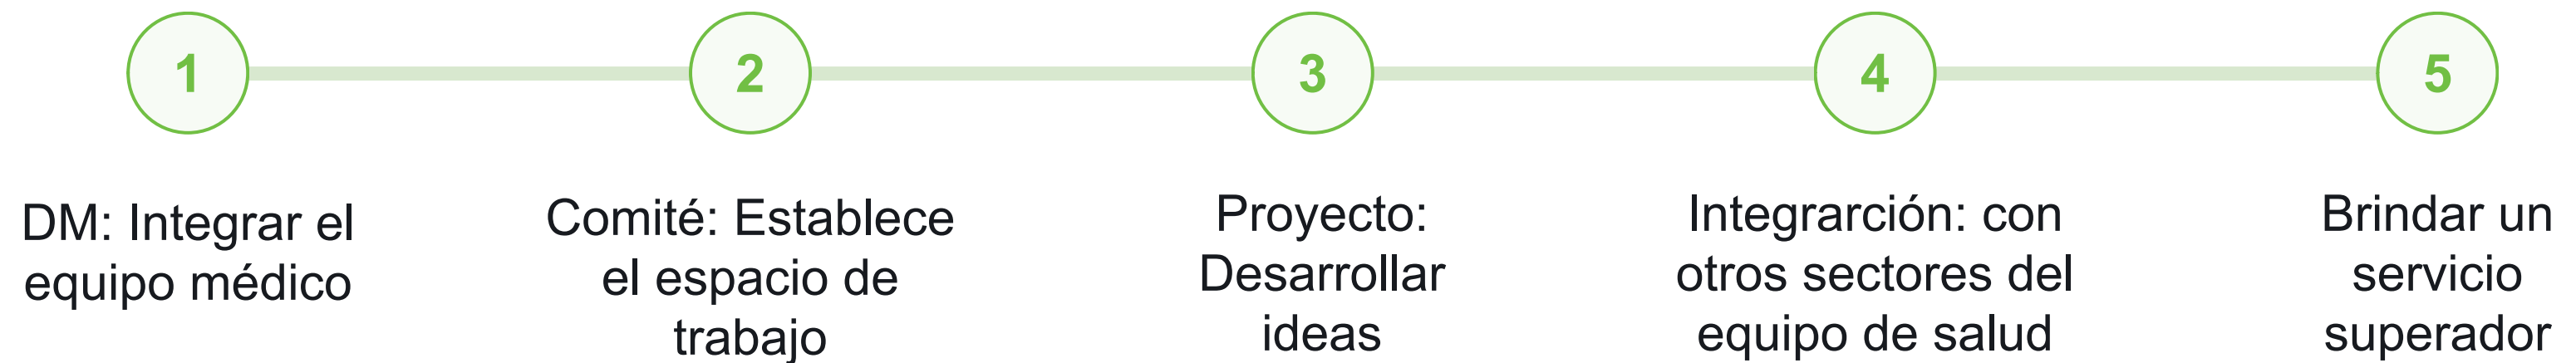 1
2
3
4
5
DM: Integrar el
equipo médico
Comité: Establece
el espacio de
trabajo
Proyecto:
Desarrollar
ideas
Integrarción: con
otros sectores del
equipo de salud
Brindar un
servicio
superador